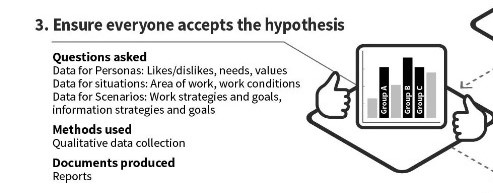 3. Ensure everyone accepts the hypothesis
Questions asked
Data for Personas: Likes/dislikes, needs, values
Data for situations: Area of work, work conditions
Data for Scenarios: Work strategies and goals,
information strategies and goals
Methods used
Qualitative data collection
Documents produced
Reports
Group A
Group B
Group C